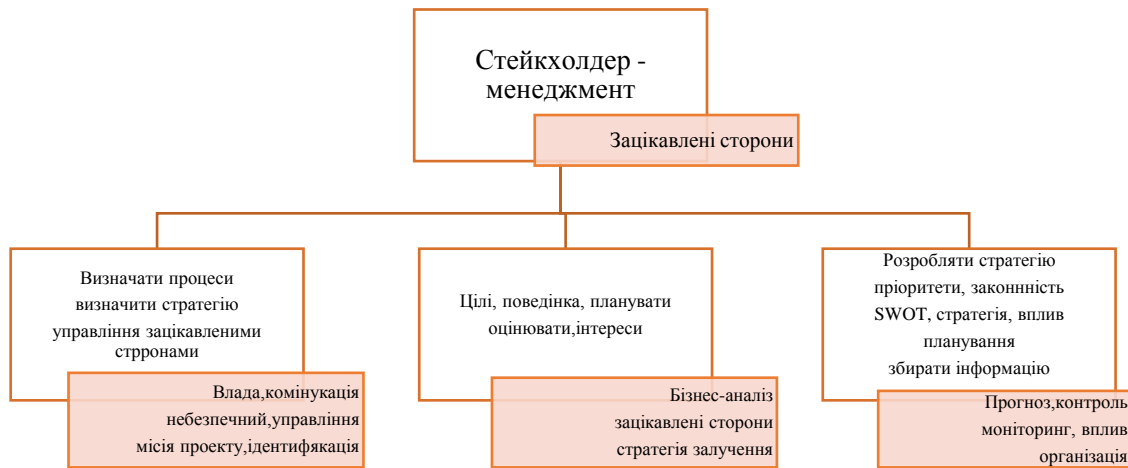 Стейкхолдер -
менеджмент
Зацікавлені сторони
Визначати процеси
визначити стратегію
управління зацікавленими
стрронами
Влада,комінукація
небезпечний,управління
місія проекту,ідентифякація
Цілі, поведінка, планувати
оцінювати,інтереси
Бізнес-аналіз
зацікавлені сторони
стратегія залучення
Розробляти стратегію
пріоритети, законнність
SWOT, стратегія, вплив
планування
збирати інформацію
Прогноз,контроль
моніторинг, вплив
організація